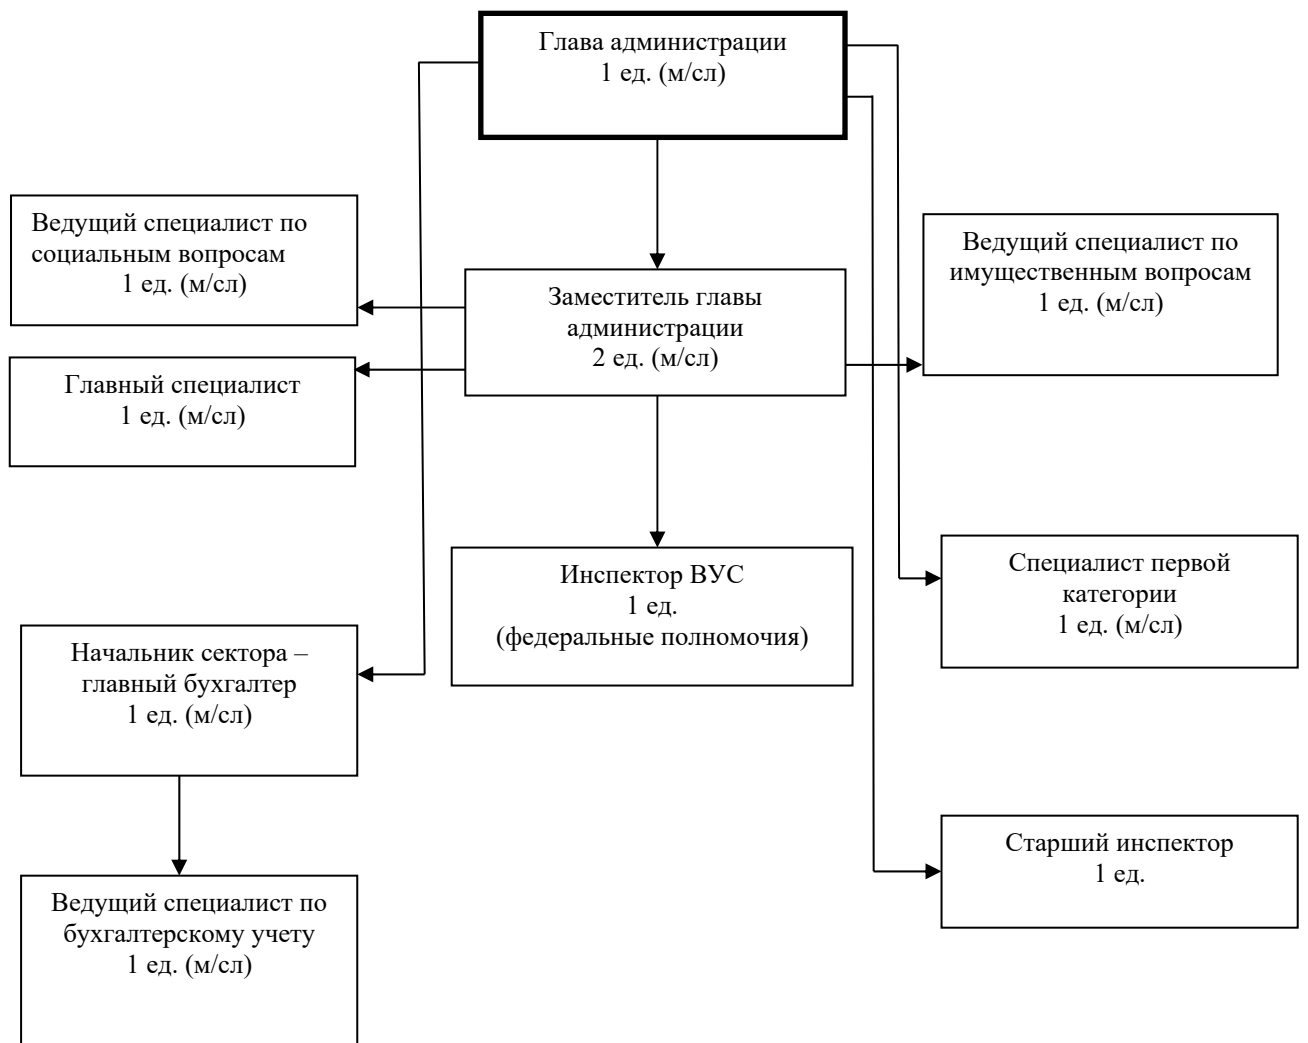 Глава администрации
1 ед. (м/сл)
Ведущий специалист по
социальным вопросам
1 ед. (м/сл)
Ведущий специалист по
имущественным вопросам
1 ед. (м/сл)
Заместитель главы
администрации
2 ед. (м/сл)
Главный специалист
1 ед. (м/сл)
Инспектор ВУС
1 ед.
(федеральные полномочия)
Специалист первой
категории
1 ед. (м/сл)
Начальник сектора –
главный бухгалтер
1 ед. (м/сл)
Старший инспектор
1 ед.
Ведущий специалист по
бухгалтерскому учету
1 ед. (м/сл)